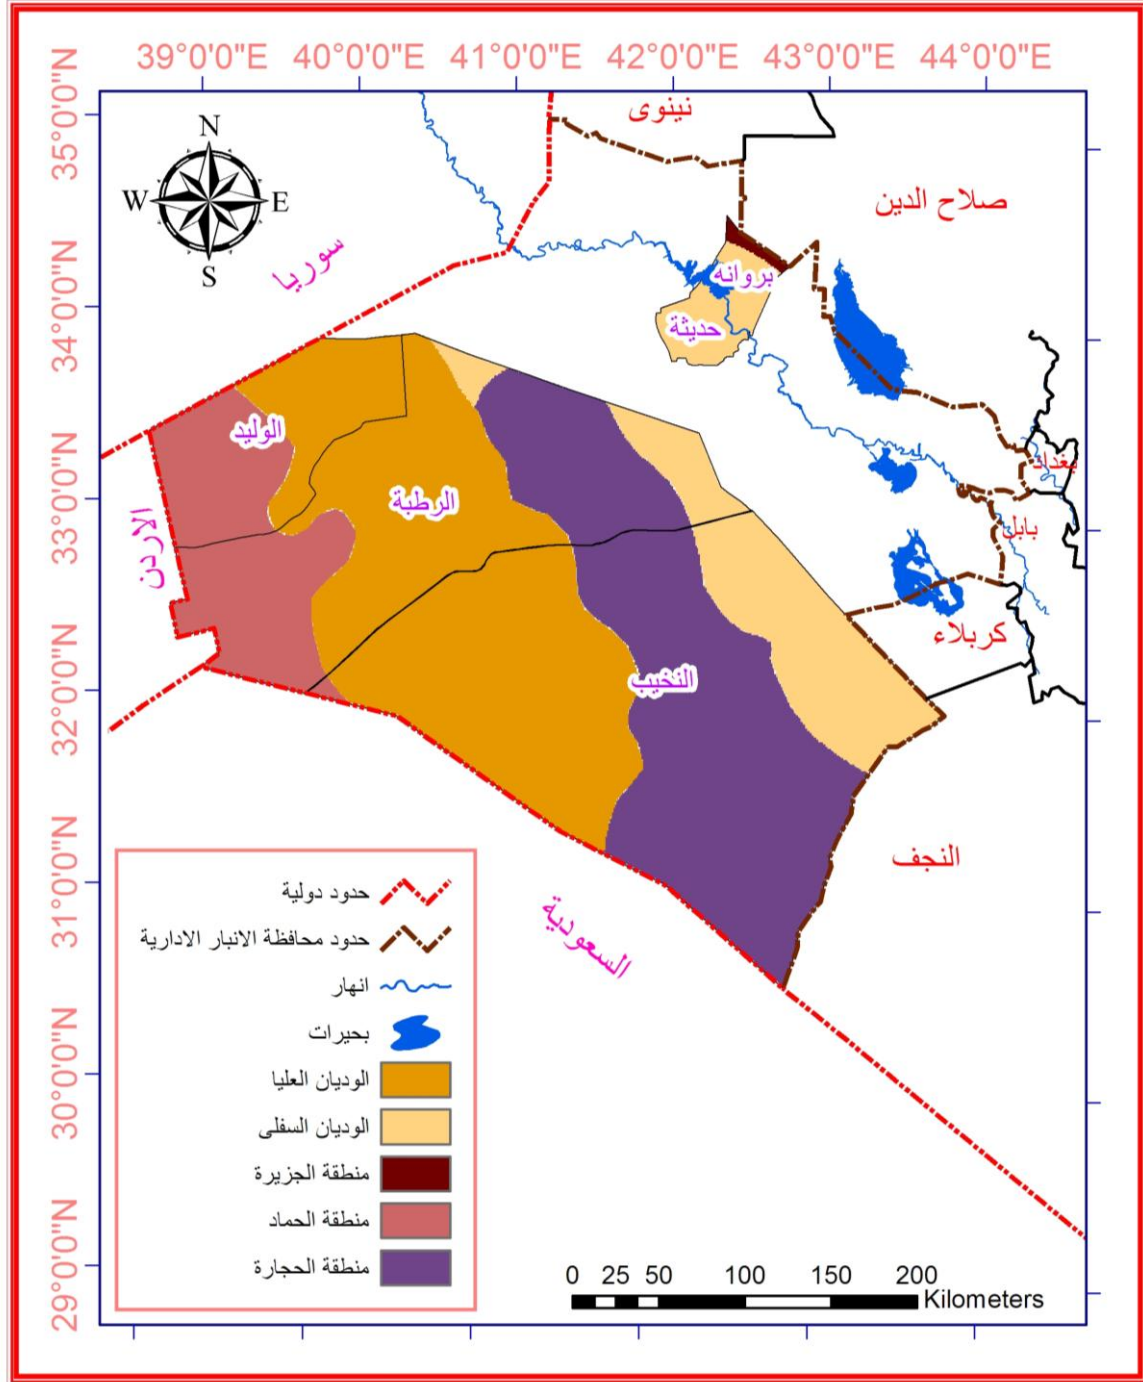 39°0'0"E 40°0'0"E 41°0'0"E 42°0'0"E 43°0'0"E 44°0'0"E
35°0'0"N
34°0'0"N
33°0'0"N
32°0'0"N
31°0'0"N
30°0'0"N
29°0'0"N
N
W E
S
نينوى
صلاح الدين
سوريا
بروانه
حديثة
الوليد
بغداد
الرطبة
بابل
الاردن
كربلاء
النخيب
النجف
السعودية
حدود دولية
حدود محافظة الانبار الادارية
انهار
بحيرات
الوديان العليا
الوديان السفلى
منطقة الجزيرة
منطقة الحماد
منطقة الحجارة
0 25 50 100 150 200
Kilometers